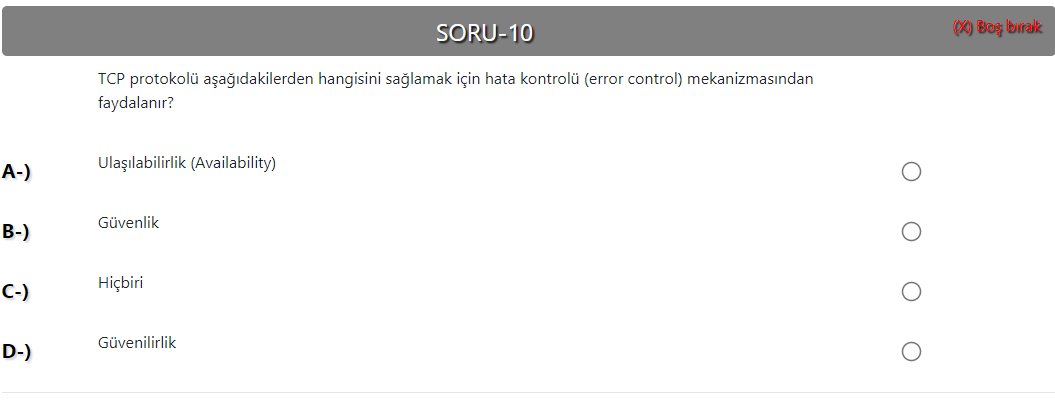 SORU-10
(X) Boş bırak
TCP protokolü aşağıdakilerden hangisini sağlamak için hata kontrolü (error control) mekanizmasından
faydalanır?
A-) Ulaşılabilirlik (Availability)
B-) Güvenlik
C-) Hiçbiri
D-) Güvenilirlik